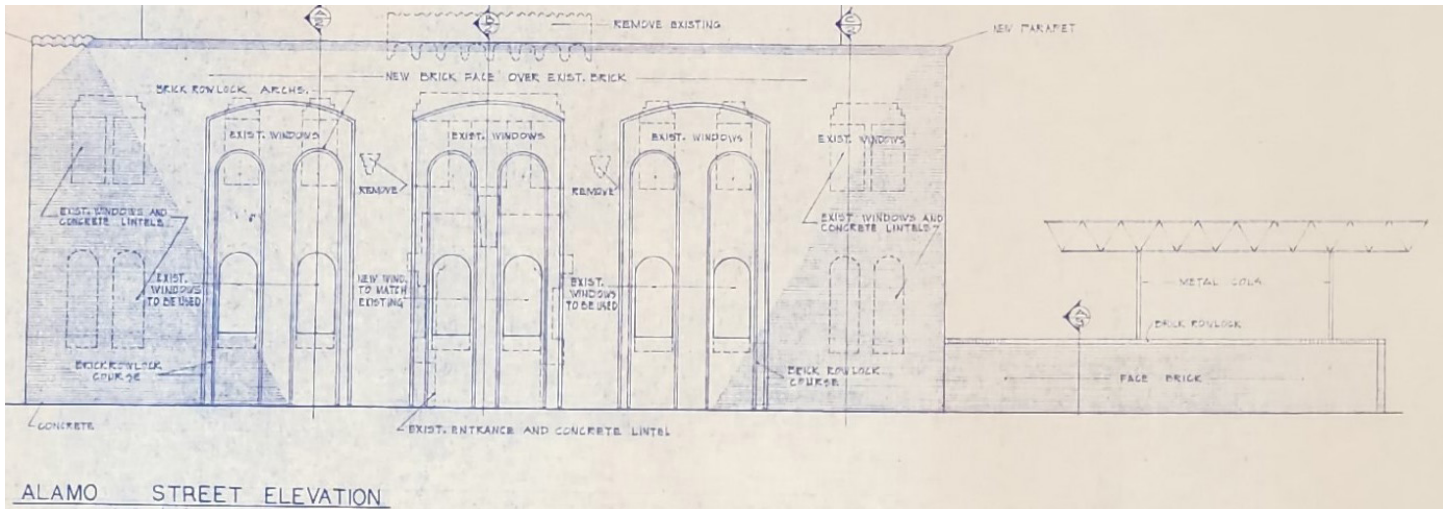 REMOVE EXISTING
NEW PARAPET
NEW BRICK FACE OVER EXIST. BRICK
BRICK ROWLOCK ARCHS.
EXIST. WINDOWS
EXIST. WINDOWS
EXIST. WINDOWS
EXIST. WINDOWS
REMOVE
REMOVE
EXIST. WINDOWS AND
CONCRETE LINTELS
EXIST. WINDOWS AND
CONCRETE LINTELS
EXIST.
WINDOWS
TO BE USED
NEW WIND.
TO MATCH
EXISTING
EXIST.
WINDOWS
TO BE USED
METAL COLS.
BRICK ROWLOCK
BRICK ROWLOCK
COURSE
BRICK ROWLOCK
COURSE
FACE BRICK
CONCRETE
EXIST. ENTRANCE AND CONCRETE LINTEL
ALAMO STREET ELEVATION